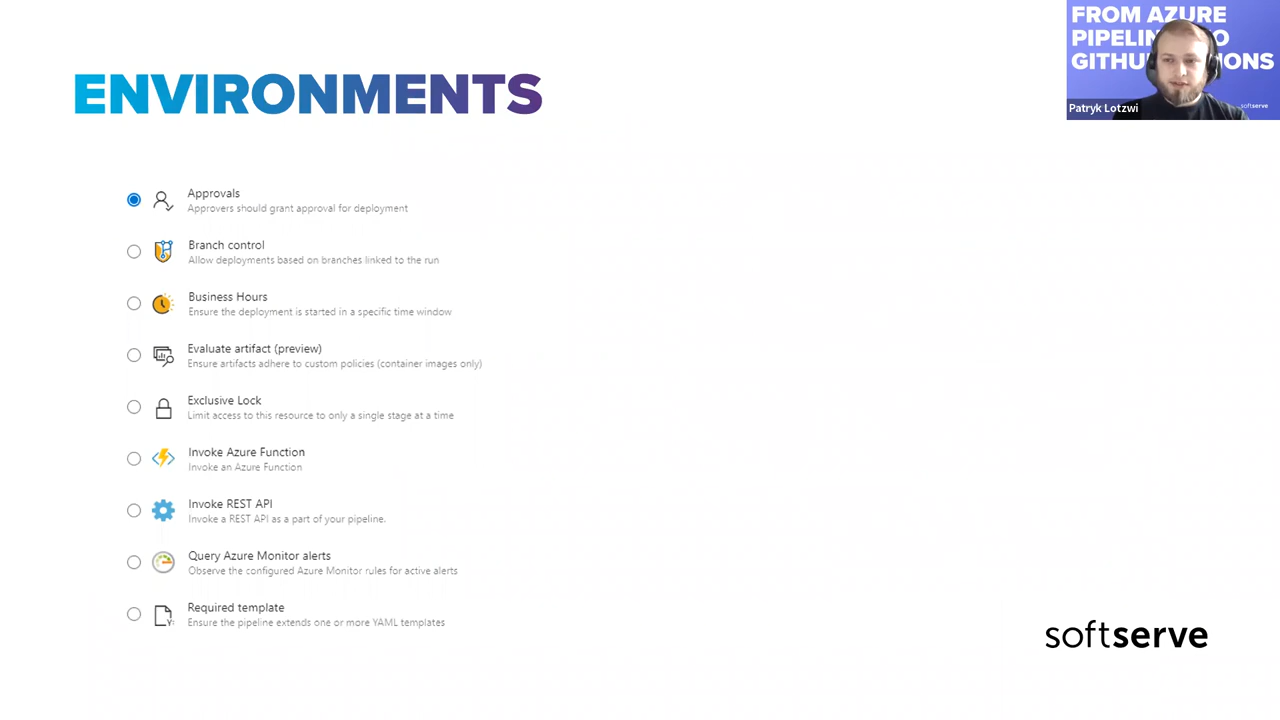 FROM AZURE
ENVIRONMENTS
Patryk Lotzwi
softserve
Approvals
Approvers should grant approval for deployment
Branch control
Allow deployments based on branches linked to the run
Business Hours
Ensure the deployment is started in a specific time window
Evaluate artifact (preview)
Ensure artifacts adhere to custom policies (container images only)
Exclusive Lock
Limit access to this resource to only a single stage at a time
Invoke Azure Function
Invoke an Azure Function
Invoke REST API
Invoke a REST API as a part of your pipeline.
Query Azure Monitor alerts
Observe the configured Azure Monitor rules for active alerts
Required template
Ensure the pipeline extends one or more YAML templates
softserve